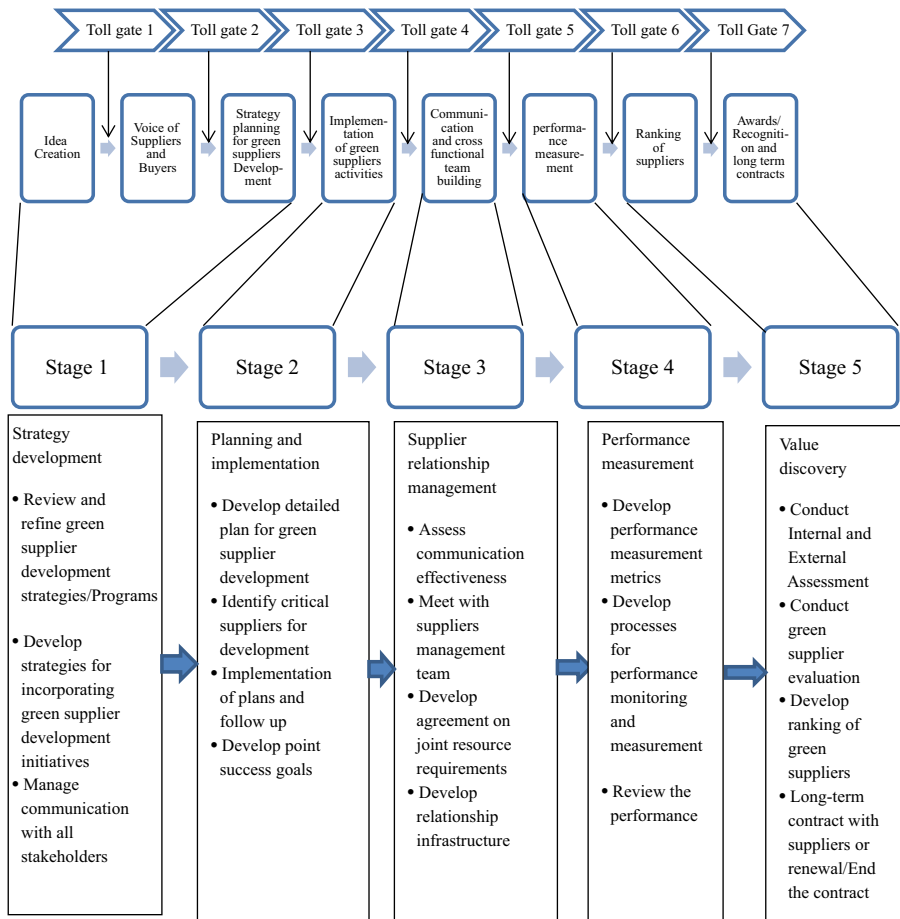 Toll gate 1
Toll gate 2
Toll gate 3
Toll gate 4
Toll gate 5
Toll gate 6
Toll Gate 7
Idea
Creation
Voice of
Suppliers
and
Buyers
Strategy
planning
for green
suppliers
Develop-
ment
Implemen-
tation
of green
suppliers
activities
Commun-
ication
and cross
functional
team
building
performa-
nce
measurem-
ent
Ranking
of
suppliers
Awards/
Recogniti-
on and
long term
contracts
Stage 1
Stage 2
Stage 3
Stage 4
Stage 5
Strategy
development
• Review and
refine green
supplier
development
strategies/Programs
• Develop
strategies for
incorporating
green supplier
development
initiatives
• Manage
communication
with all
stakeholders
Planning and
implementation
• Develop detailed
plan for green
supplier
development
• Identify critical
suppliers for
development
• Implementation
of plans and
follow up
• Develop point
success goals
Supplier
relationship
management
• Assess
communication
effectiveness
• Meet with
suppliers
management
team
• Develop
agreement on
joint resource
requirements
• Develop
relationship
infrastructure
Performance
measurement
• Develop
performance
measurement
metrics
• Develop
processes
for
performance
monitoring
and
measurement
• Review the
performance
Value
discovery
• Conduct
Internal and
External
Assessment
• Conduct
green
supplier
evaluation
• Develop
ranking of
green
suppliers
• Long-term
contract with
suppliers or
renewal/End
the contract